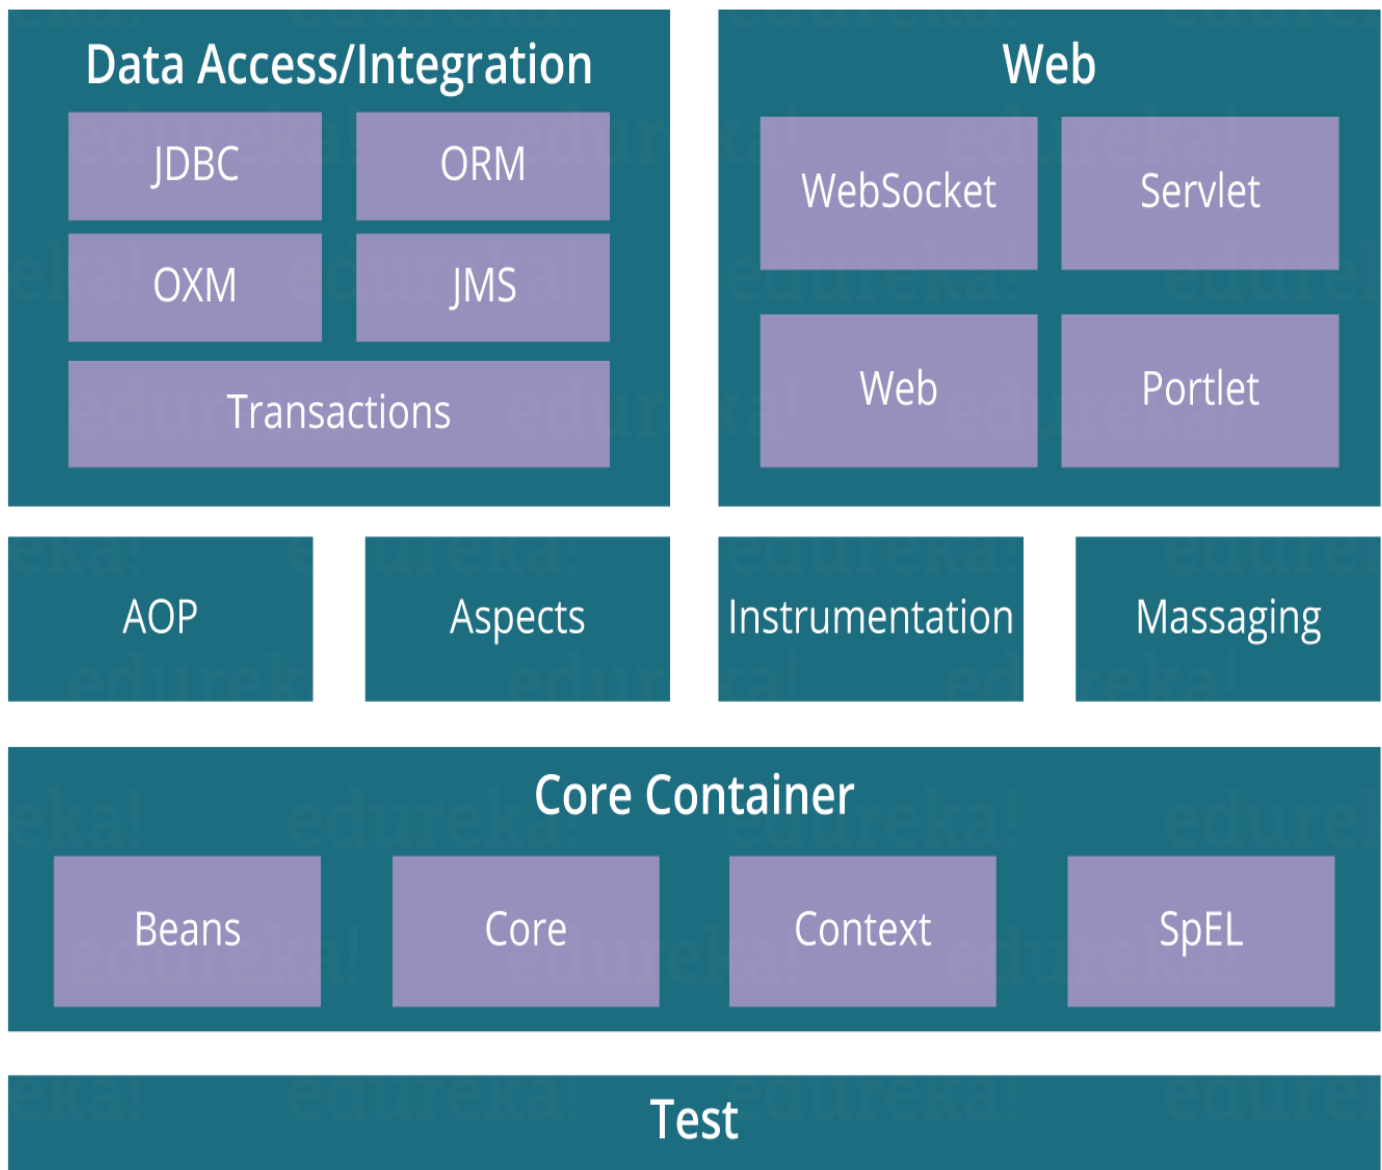 Data Access/Integration
JDBC
ORM
OXM
JMS
Transactions
Web
WebSocket
Servlet
Web
Portlet
AOP
Aspects
Instrumentation
Massaging
Core Container
Beans
Core
Context
SpEL
Test
edureka!